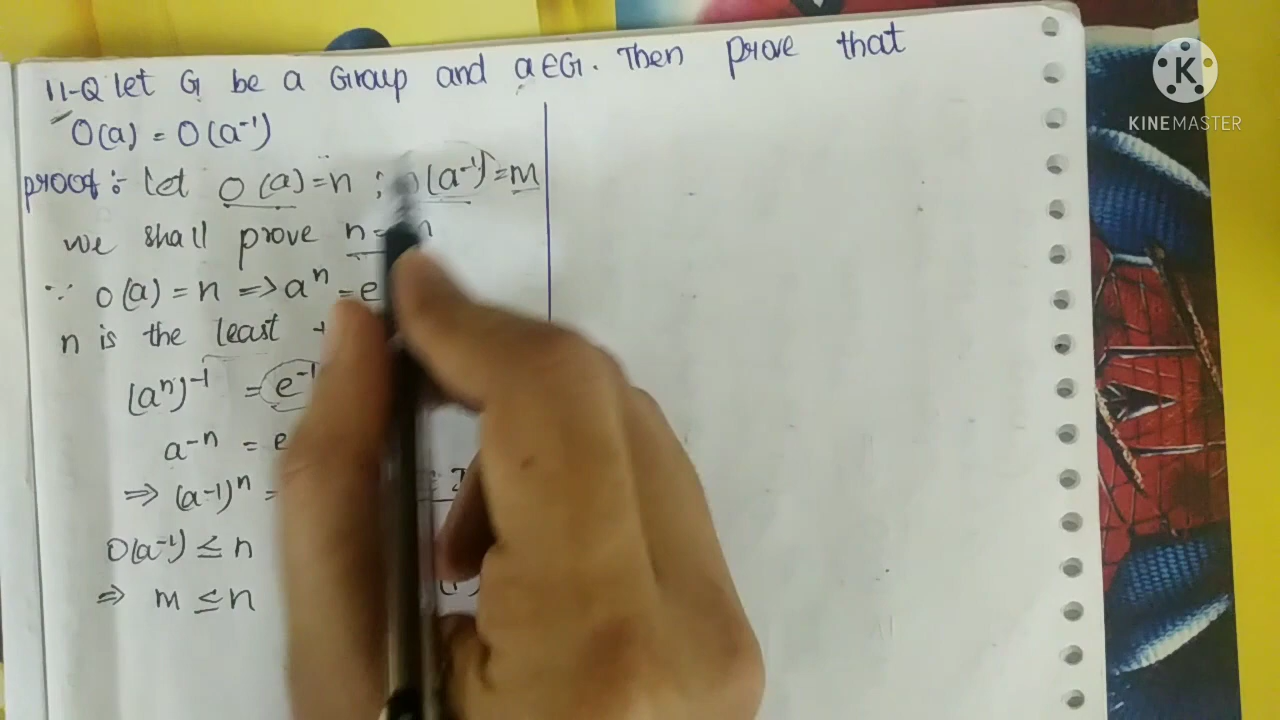 11-Q let G be a Group and a∈G. Then prove that
O(a) = O(a⁻¹)
proof :- let O(a)=n ; O(a⁻¹)=m
we shall prove n=
∵ O(a) = n ⇒ aⁿ = e
n is the least +
(aⁿ)⁻¹ = e⁻¹
a⁻ⁿ = e
⇒ (a-1)ⁿ =
O(a⁻¹) ≤ n
⇒ m ≤ n
K
KINEMASTER